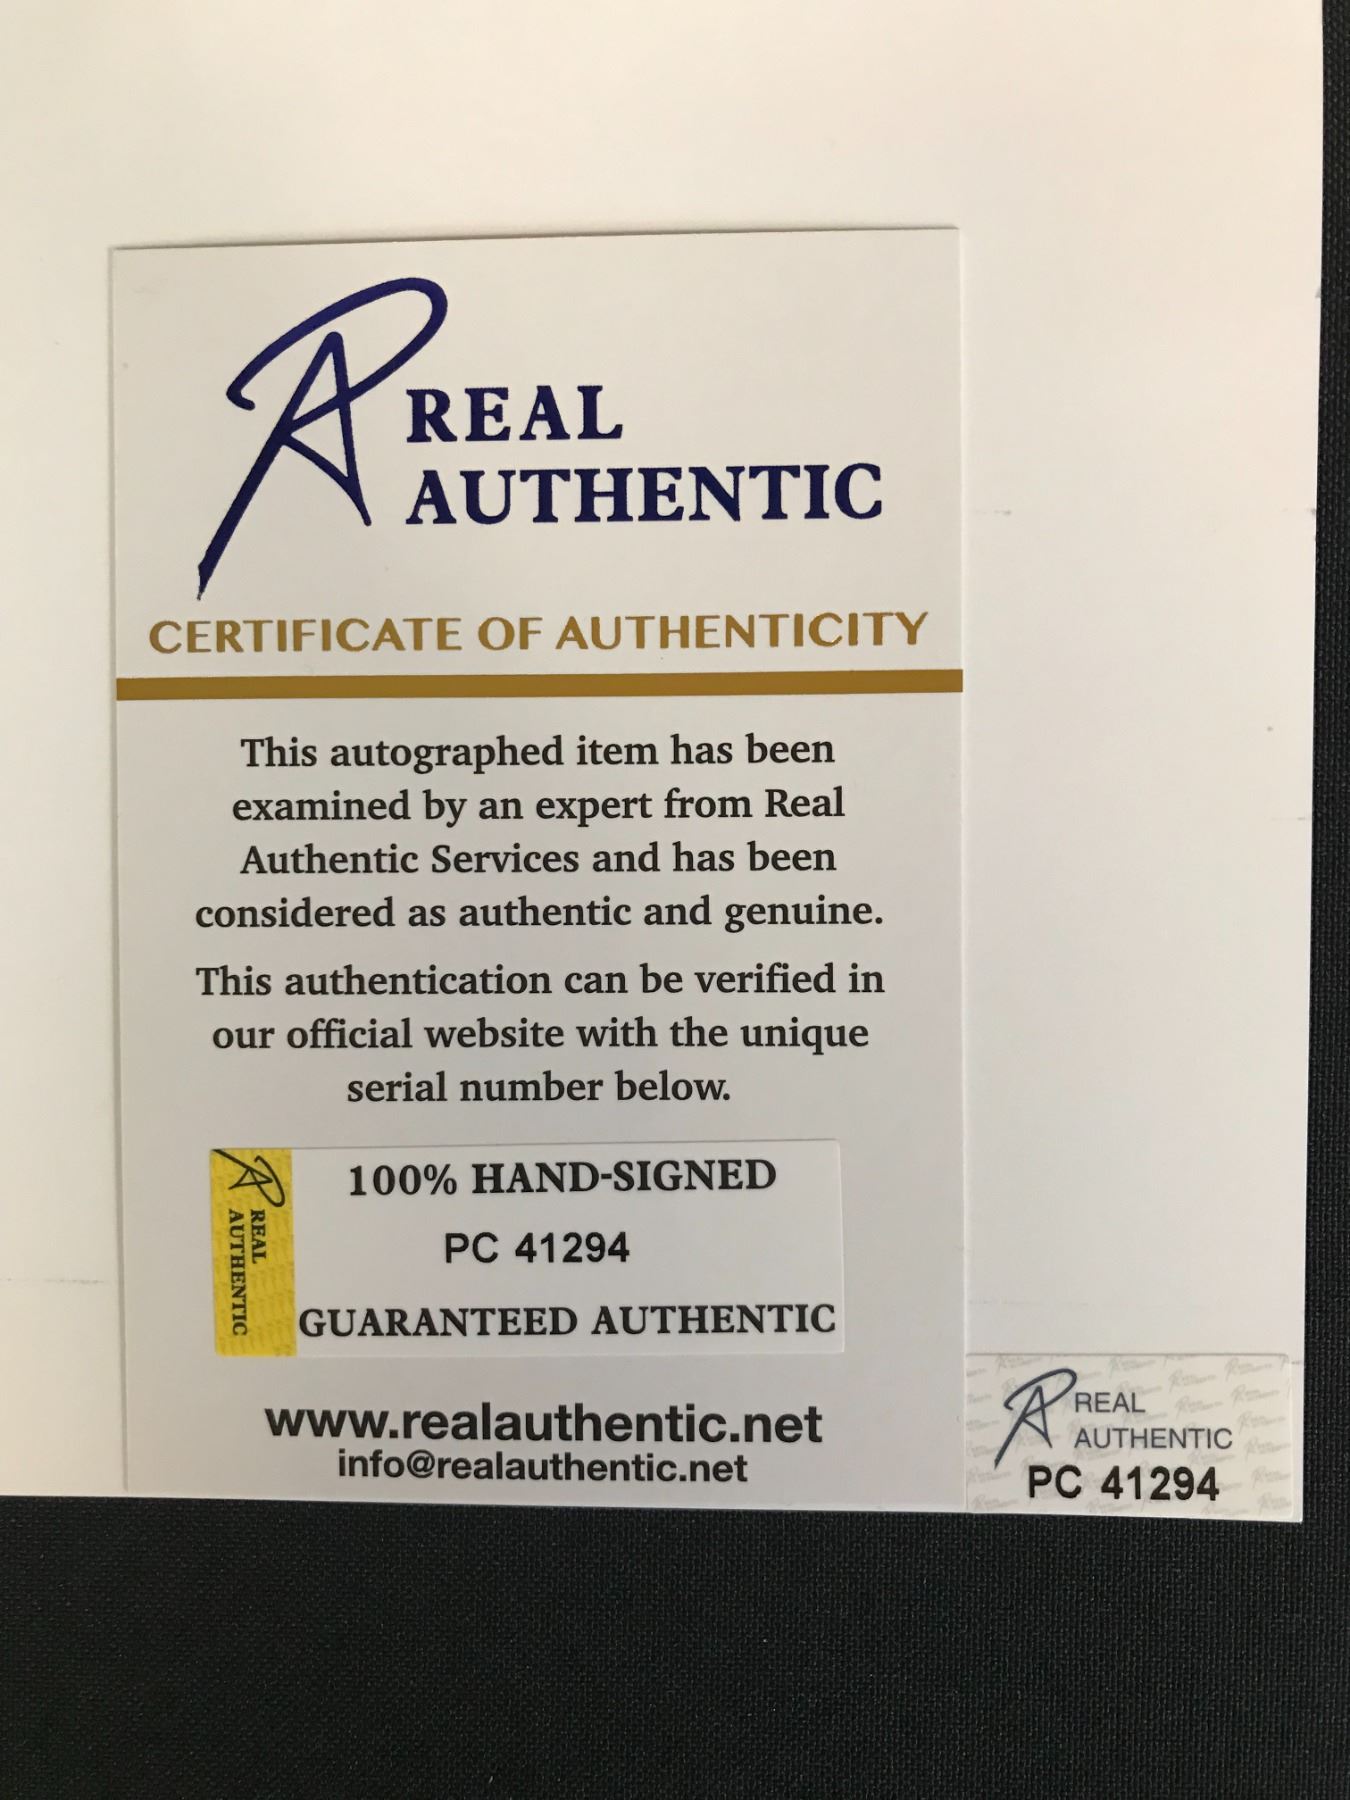 REAL
AUTHENTIC
CERTIFICATE OF AUTHENTICITY
This autographed item has been
examined by an expert from Real
Authentic Services and has been
considered as authentic and genuine.
This authentication can be verified in
our official website with the unique
serial number below.
REAL
AUTHENTIC
100% HAND-SIGNED
PC 41294
GUARANTEED AUTHENTIC
www.realauthentic.net
info@realauthentic.net
REAL
AUTHENTIC
PC 41294